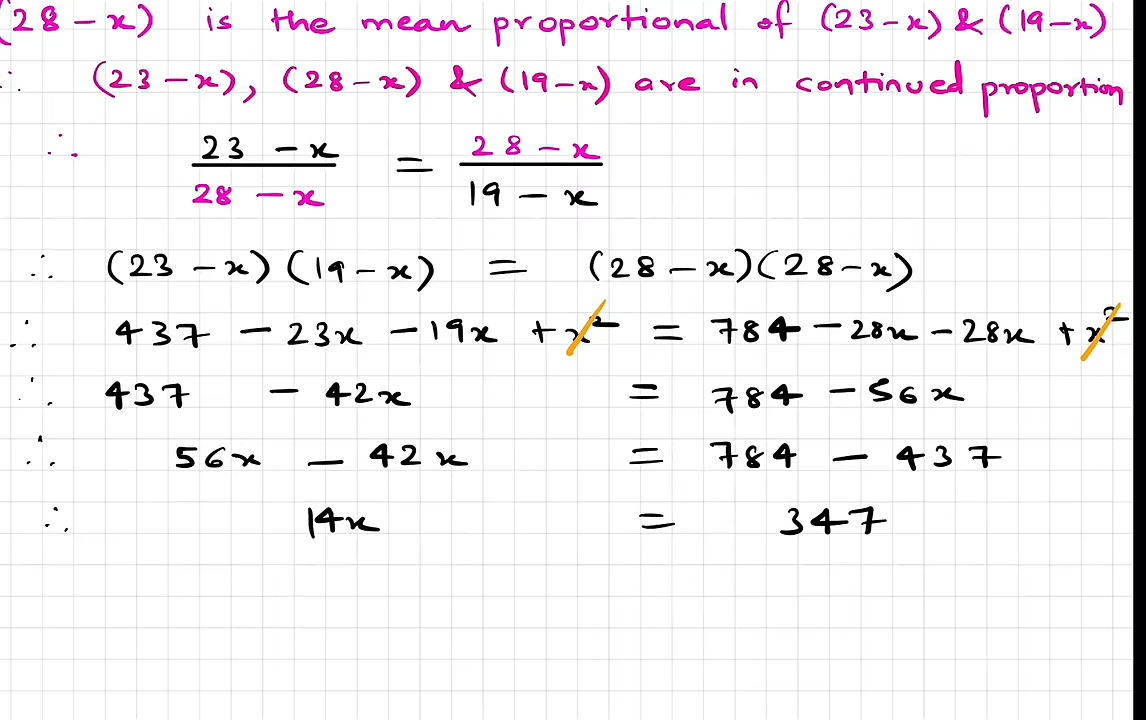 (28 - x) is the mean proportional of (23-x) & (19-x)
∴ (23-x), (28-x) & (19-x) are in continued proportion
∴ 23 - x / 28 - x = 28 - x / 19 - x
∴ (23 - x) (19 - x) = (28 - x)(28 - x)
∴ 437 - 23x - 19x + x² = 784 - 28x - 28x + x²
∴ 437 - 42x = 784 - 56x
∴ 56x - 42x = 784 - 437
∴ 14x = 347